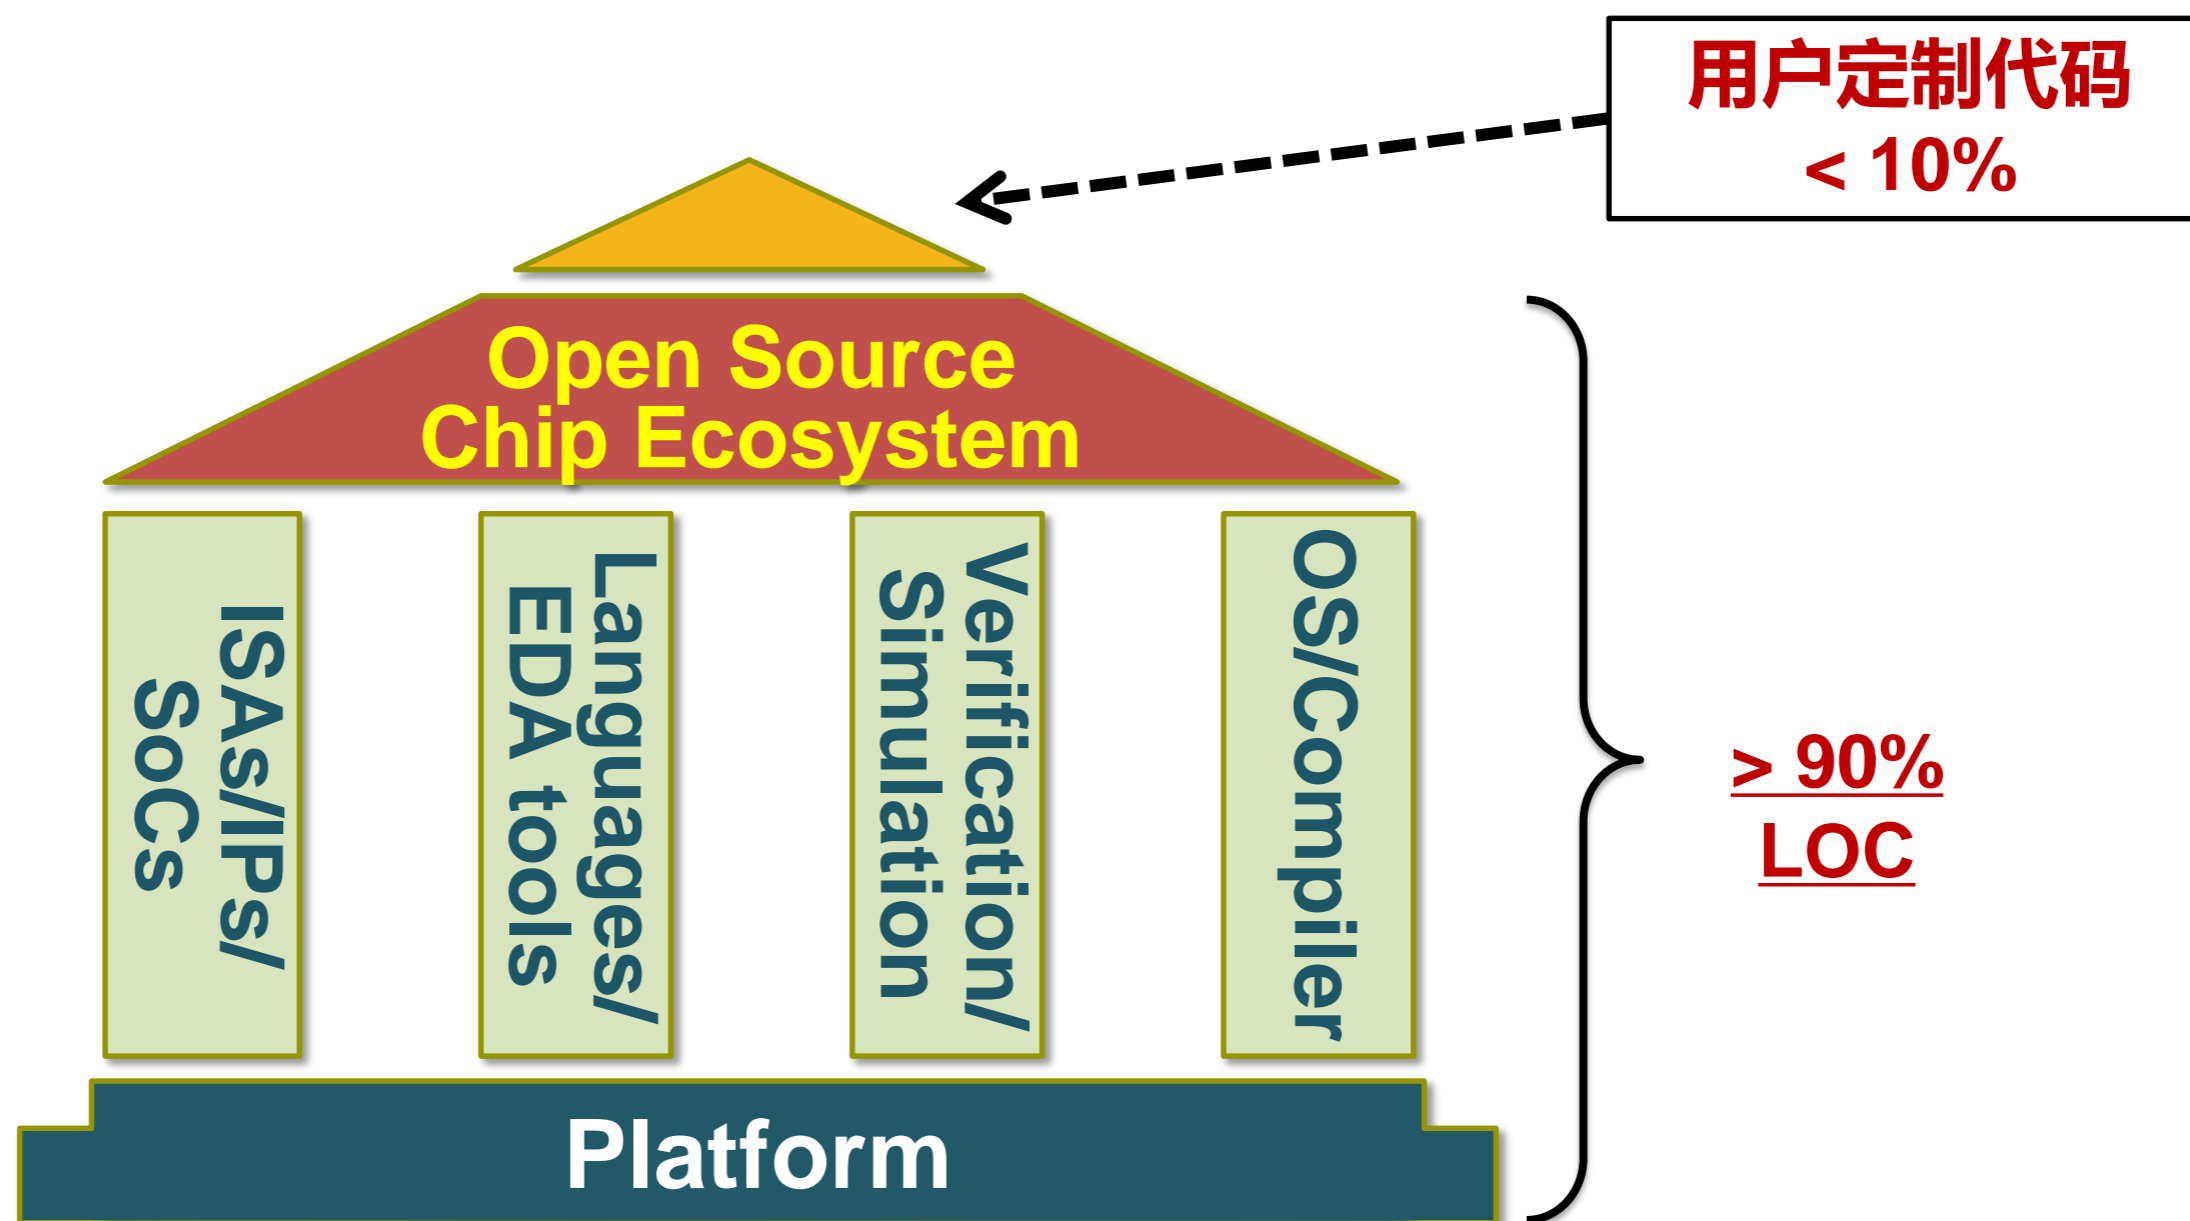 用户定制代码
< 10%
Open Source
Chip Ecosystem
ISAs/IPs/
SoCs
Languages/
EDA tools
Verification/
Simulation
OS/Compiler
> 90%
LOC
Platform